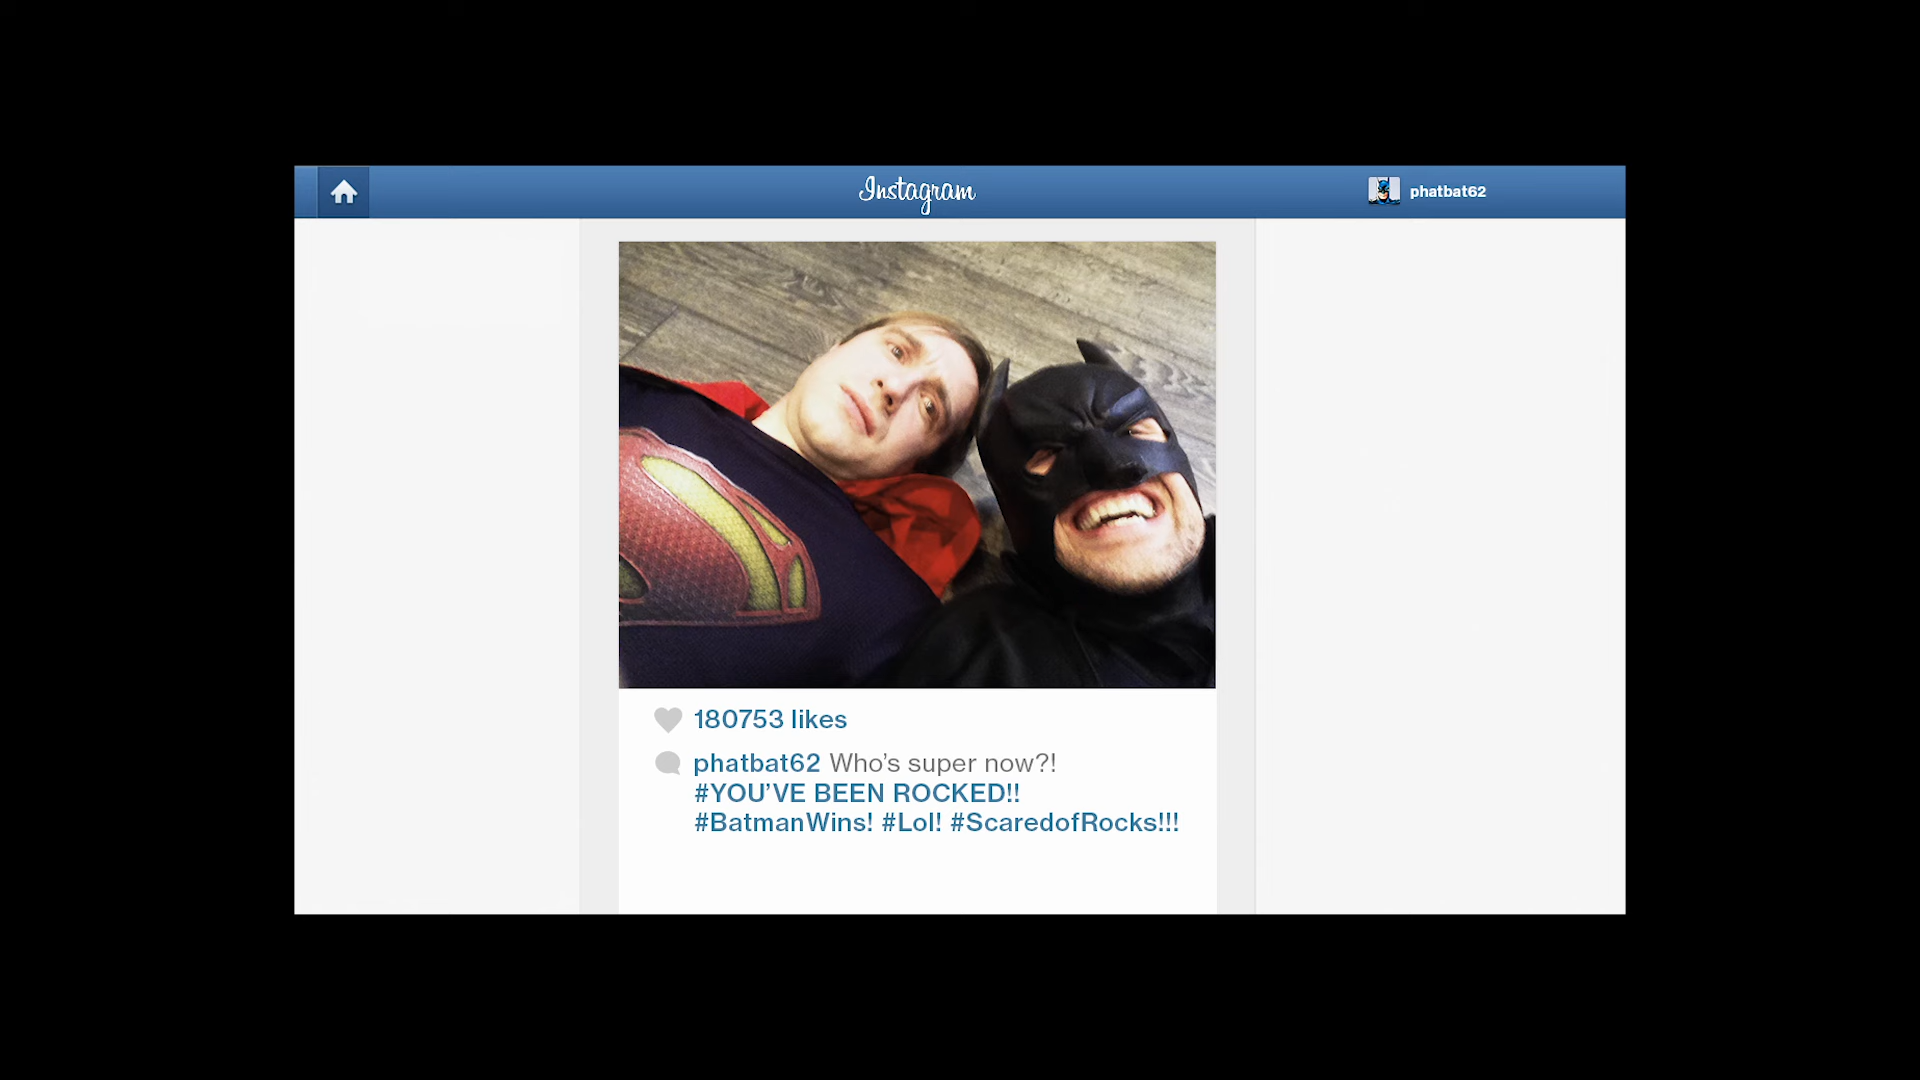 Instagram
phatbat62
180753 likes
phatbat62 Who's super now?!
#YOU'VE BEEN ROCKED!!
#BatmanWins! #Lol! #ScaredofRocks!!!